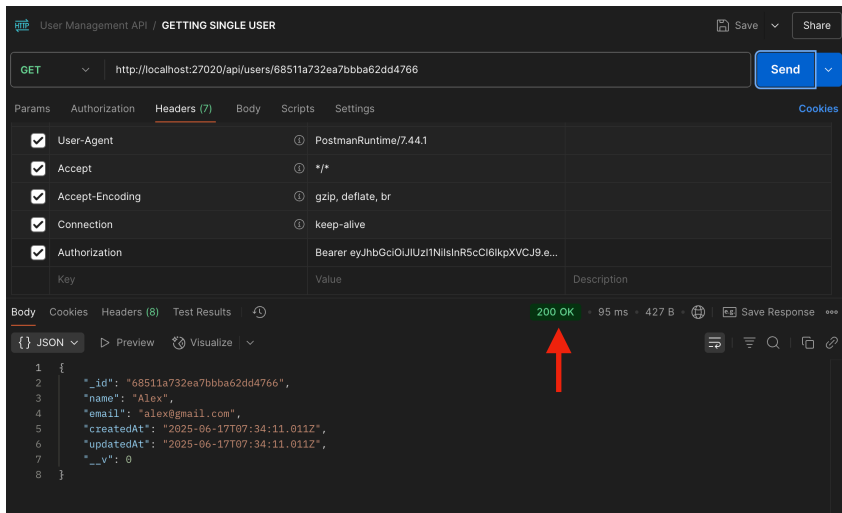 HTTP User Management API / GETTING SINGLE USER Save Share
GET http://localhost:27020/api/users/68511a732ea7bbba62dd4766 Send
Params Authorization Headers (7) Body Scripts Settings Cookies
User-Agent PostmanRuntime/7.44.1
Accept */*
Accept-Encoding gzip, deflate, br
Connection keep-alive
Authorization Bearer eyJhbGciOiJIUzI1NiIsInR5cCI6IkpXVCJ9.e...
Key Value Description
Body Cookies Headers (8) Test Results 200 OK • 95 ms • 427 B • e.g. Save Response
{} JSON Preview Visualize
1 {
2 "_id": "68511a732ea7bbba62dd4766",
3 "name": "Alex",
4 "email": "alex@gmail.com",
5 "createdAt": "2025-06-17T07:34:11.011Z",
6 "updatedAt": "2025-06-17T07:34:11.011Z",
7 "__v": 0
8 }